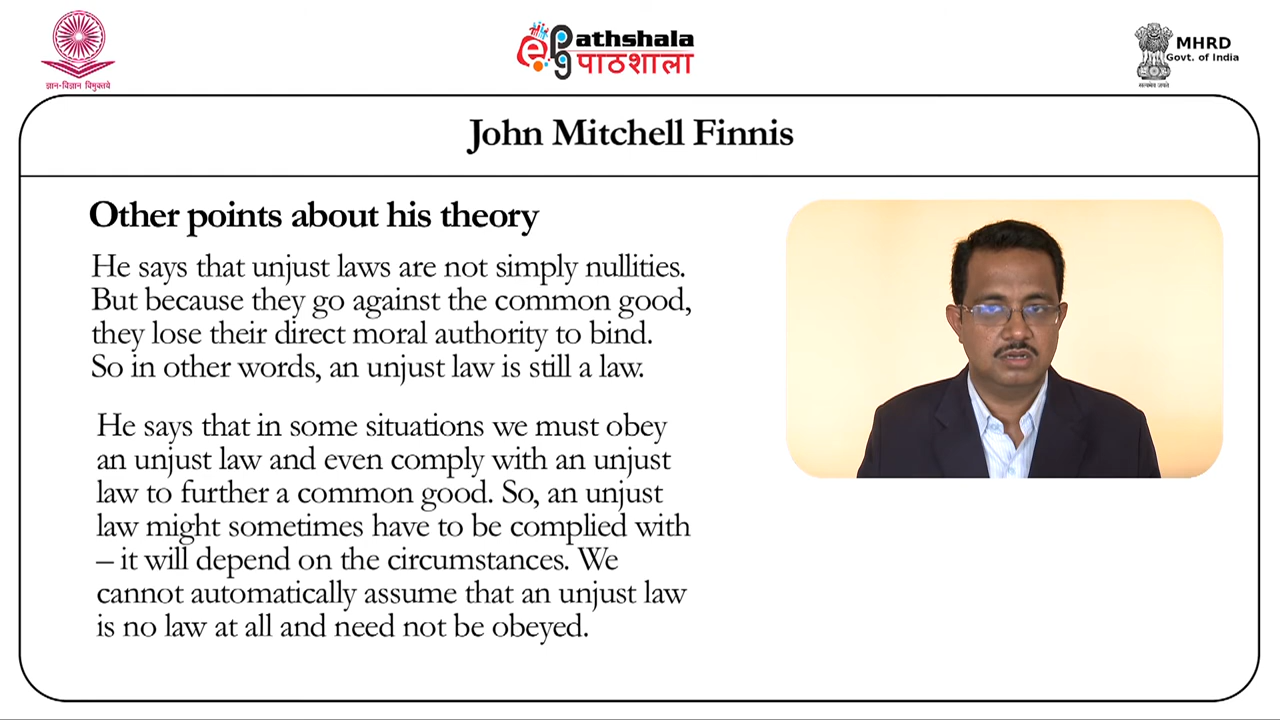 ज्ञान-विज्ञान विमुक्तये
e pg athshala
पाठशाला
MHRD
Govt. of India
सत्यमेव जयते
John Mitchell Finnis
Other points about his theory
He says that unjust laws are not simply nullities.
But because they go against the common good,
they lose their direct moral authority to bind.
So in other words, an unjust law is still a law.
He says that in some situations we must obey
an unjust law and even comply with an unjust
law to further a common good. So, an unjust
law might sometimes have to be complied with
– it will depend on the circumstances. We
cannot automatically assume that an unjust law
is no law at all and need not be obeyed.